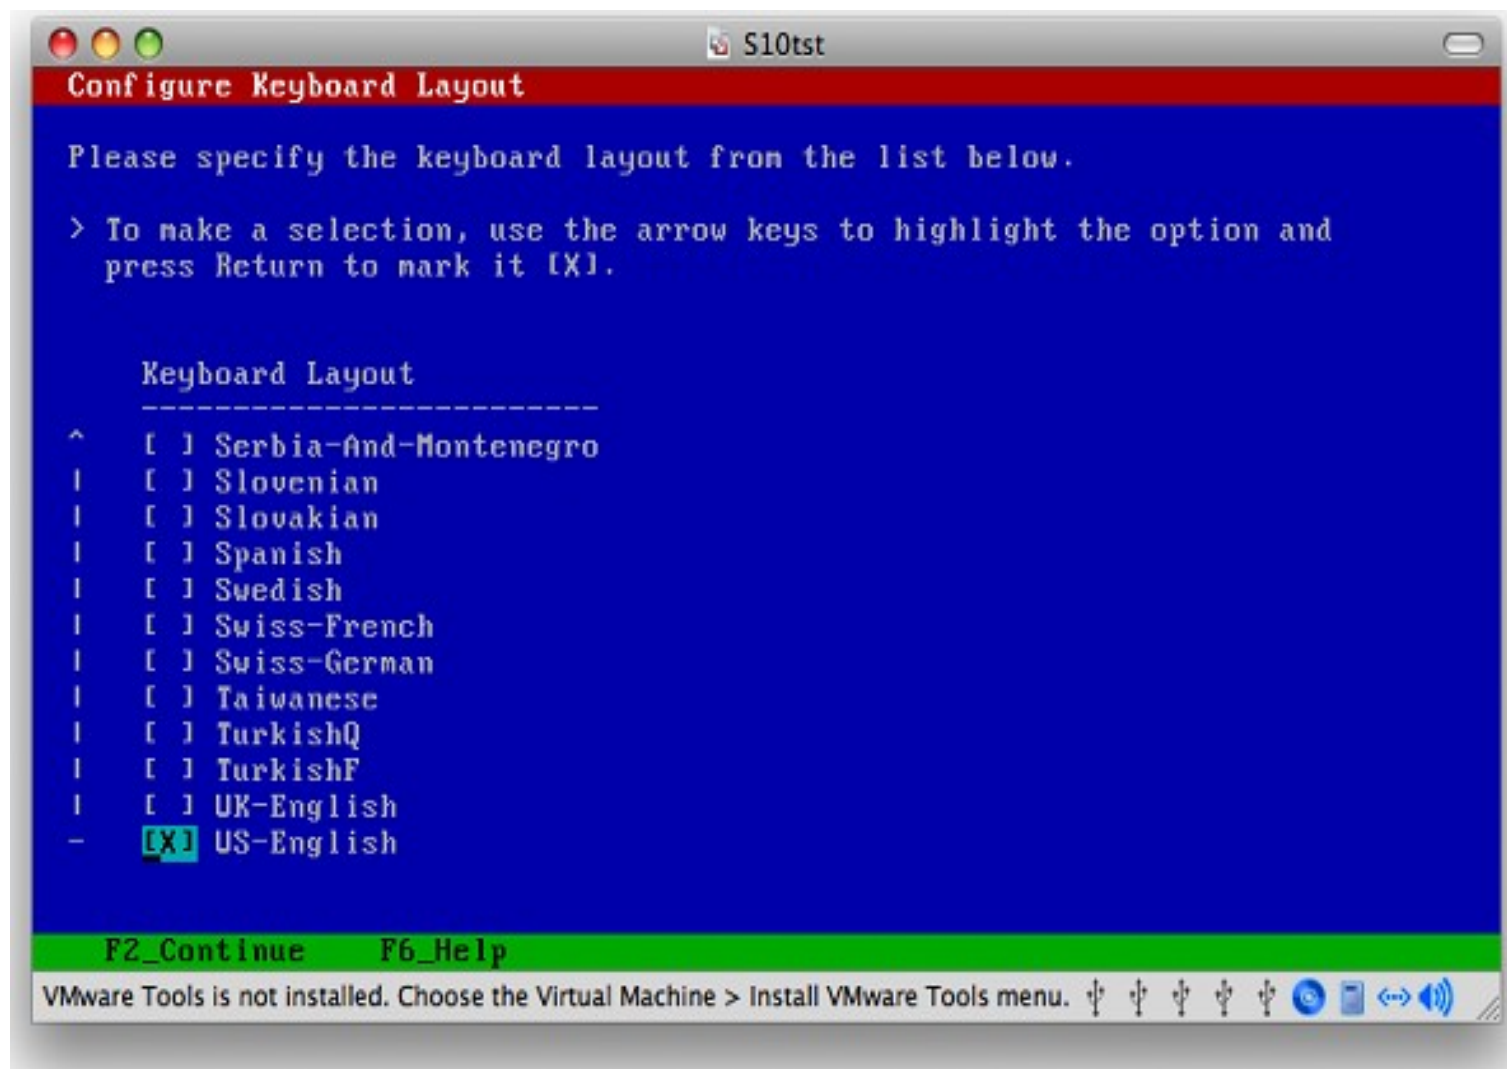 S10tst
Configure Keyboard Layout
Please specify the keyboard layout from the list below.
> To make a selection, use the arrow keys to highlight the option and
press Return to mark it [X].
Keyboard Layout
-------------------------
^ [ ] Serbia-And-Montenegro
| [ ] Slovenian
| [ ] Slovakian
| [ ] Spanish
| [ ] Swedish
| [ ] Swiss-French
| [ ] Swiss-German
| [ ] Taiwanese
| [ ] TurkishQ
| [ ] TurkishF
| [ ] UK-English
- [X] US-English
F2_Continue F6_Help
VMware Tools is not installed. Choose the Virtual Machine > Install VMware Tools menu.